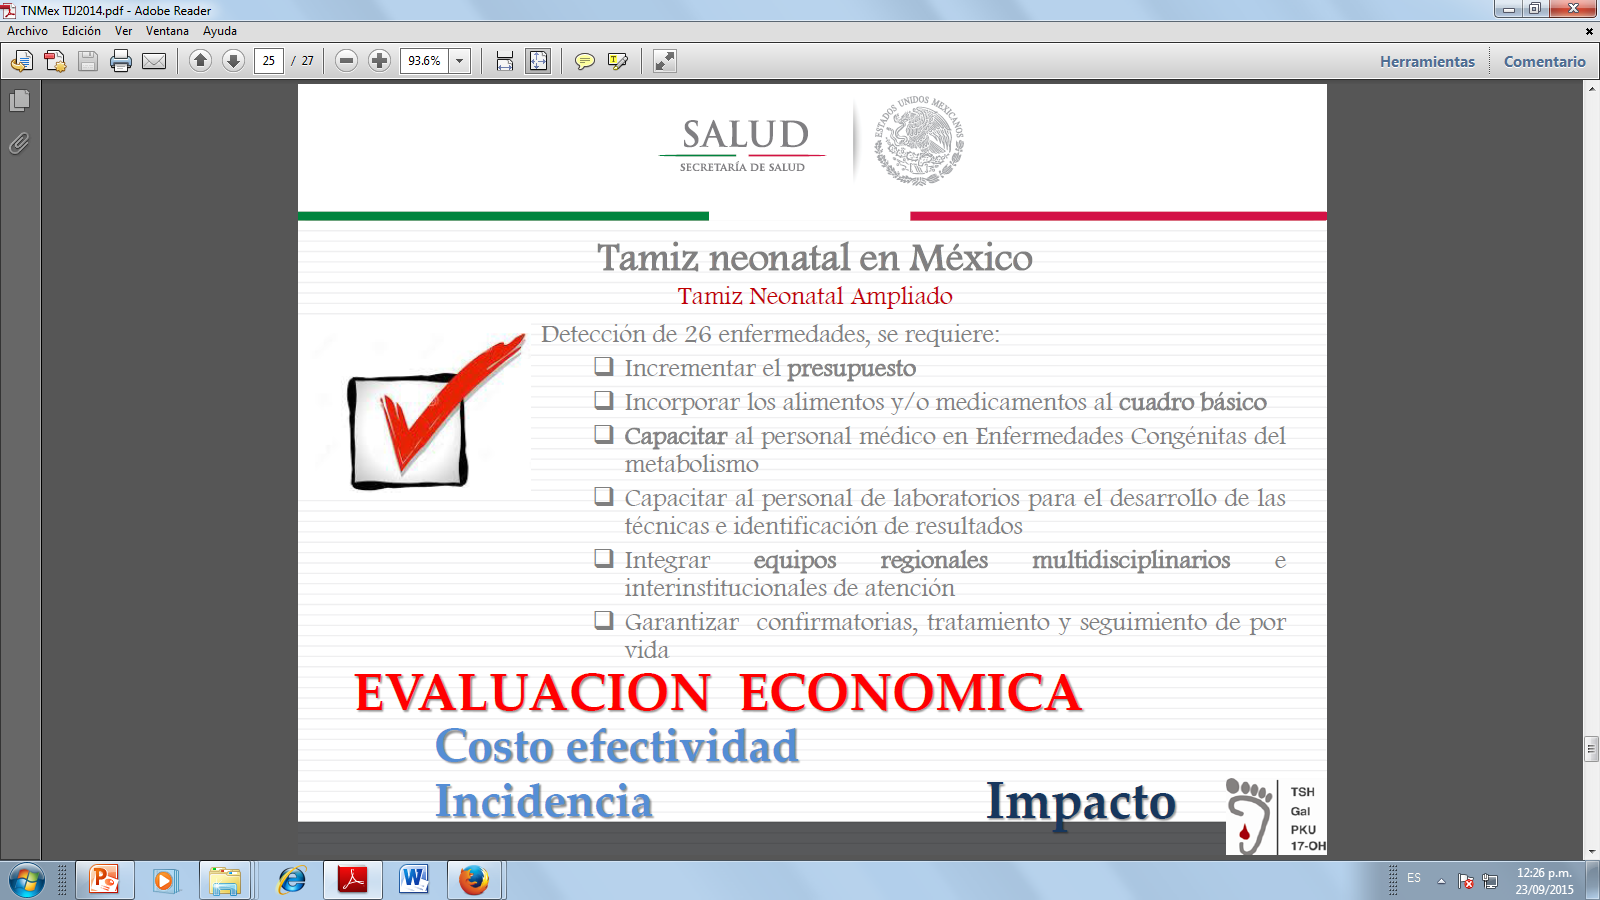 TNMex TIJ2014.pdf - Adobe Reader
Archivo Edición Ver Ventana Ayuda
25 / 27 93.6% Herramientas Comentario
SALUD
SECRETARÍA DE SALUD
ESTADOS UNIDOS MEXICANOS
Tamiz neonatal en México
Tamiz Neonatal Ampliado
Detección de 26 enfermedades, se requiere:
Incrementar el presupuesto
Incorporar los alimentos y/o medicamentos al cuadro básico
Capacitar al personal médico en Enfermedades Congénitas del
metabolismo
Capacitar al personal de laboratorios para el desarrollo de las
técnicas e identificación de resultados
Integrar equipos regionales multidisciplinarios e
interinstitucionales de atención
Garantizar confirmatorias, tratamiento y seguimiento de por
vida
EVALUACION ECONOMICA
Costo efectividad
Incidencia
Impacto
TSH
Gal
PKU
17-OH
ES
12:26 p.m.
23/09/2015